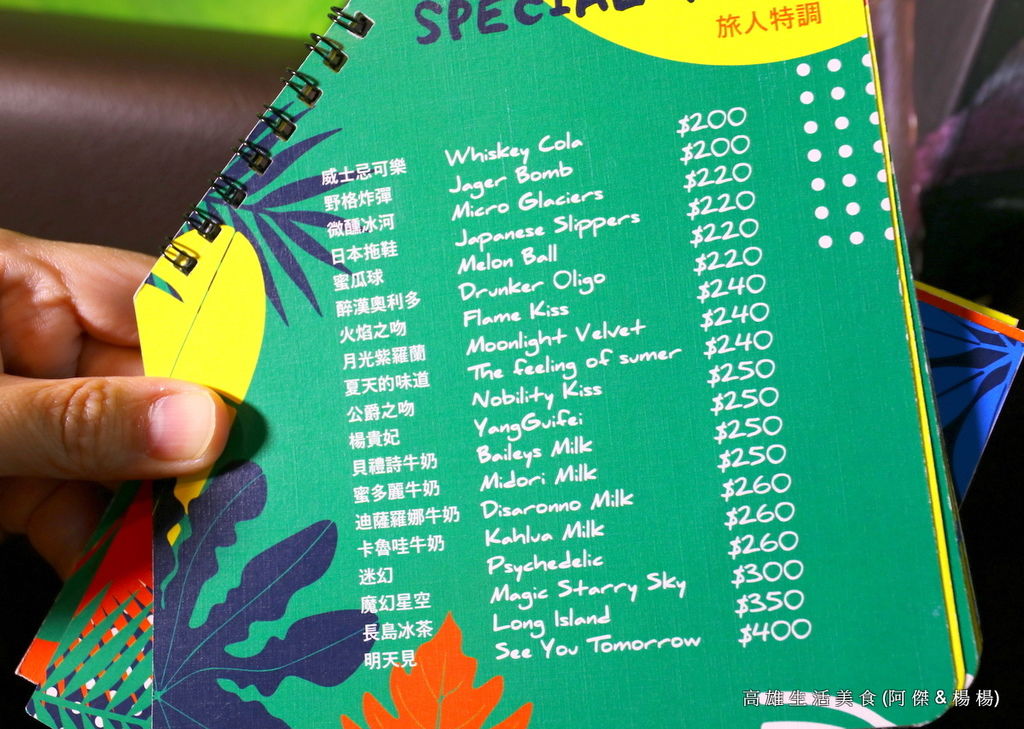 SPECIAL
旅人特調
威士忌可樂 Whiskey Cola $200
野格炸彈 Jager Bomb $200
微醺冰河 Micro Glaciers $220
日本拖鞋 Japanese Slippers $220
蜜瓜球 Melon Ball $220
醉漢奧利多 Drunker Oligo $220
火焰之吻 Flame Kiss $240
月光紫羅蘭 Moonlight Velvet $240
夏天的味道 The feeling of sumer $240
公爵之吻 Nobility Kiss $250
楊貴妃 YangGuifei $250
貝禮詩牛奶 Baileys Milk $250
蜜多麗牛奶 Midori Milk $250
迪薩羅娜牛奶 Disaronno Milk $260
卡魯哇牛奶 Kahlua Milk $260
迷幻 Psychedelic $260
魔幻星空 Magic Starry Sky $300
長島冰茶 Long Island $350
明天見 See You Tomorrow $400
高雄生活美食(阿傑&楊楊)